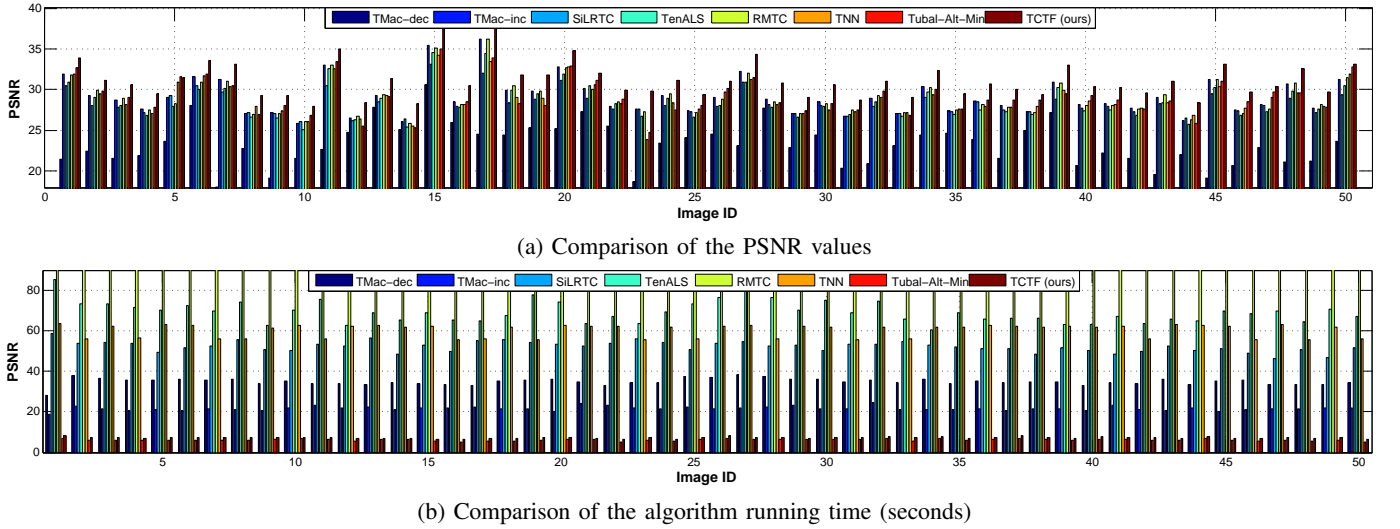 40
TMac-dec TMac-inc SiLRTC TenALS RMTC TNN Tubal-Alt-Min TCTF (ours)
35
30
PSNR
25
20
0 5 10 15 20 25 30 35 40 45 50
Image ID
(a) Comparison of the PSNR values
TMac-dec TMac-inc SiLRTC TenALS RMTC TNN Tubal-Alt-Min TCTF (ours)
80
60
PSNR
40
20
0
5 10 15 20 25 30 35 40 45 50
Image ID
(b) Comparison of the algorithm running time (seconds)